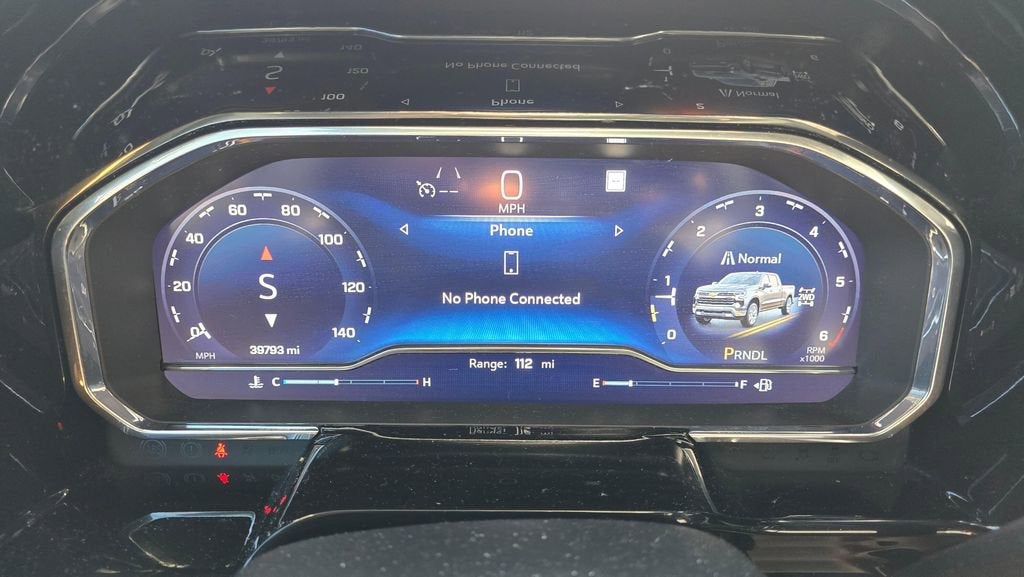 0
MPH
Phone
No Phone Connected
20
40
60
80
100
120
140
0
S
MPH
39793 mi
0
1
2
3
4
5
6
Normal
2WD
PRNDL
RPM
x1000
Range: 112 mi
C H
E F